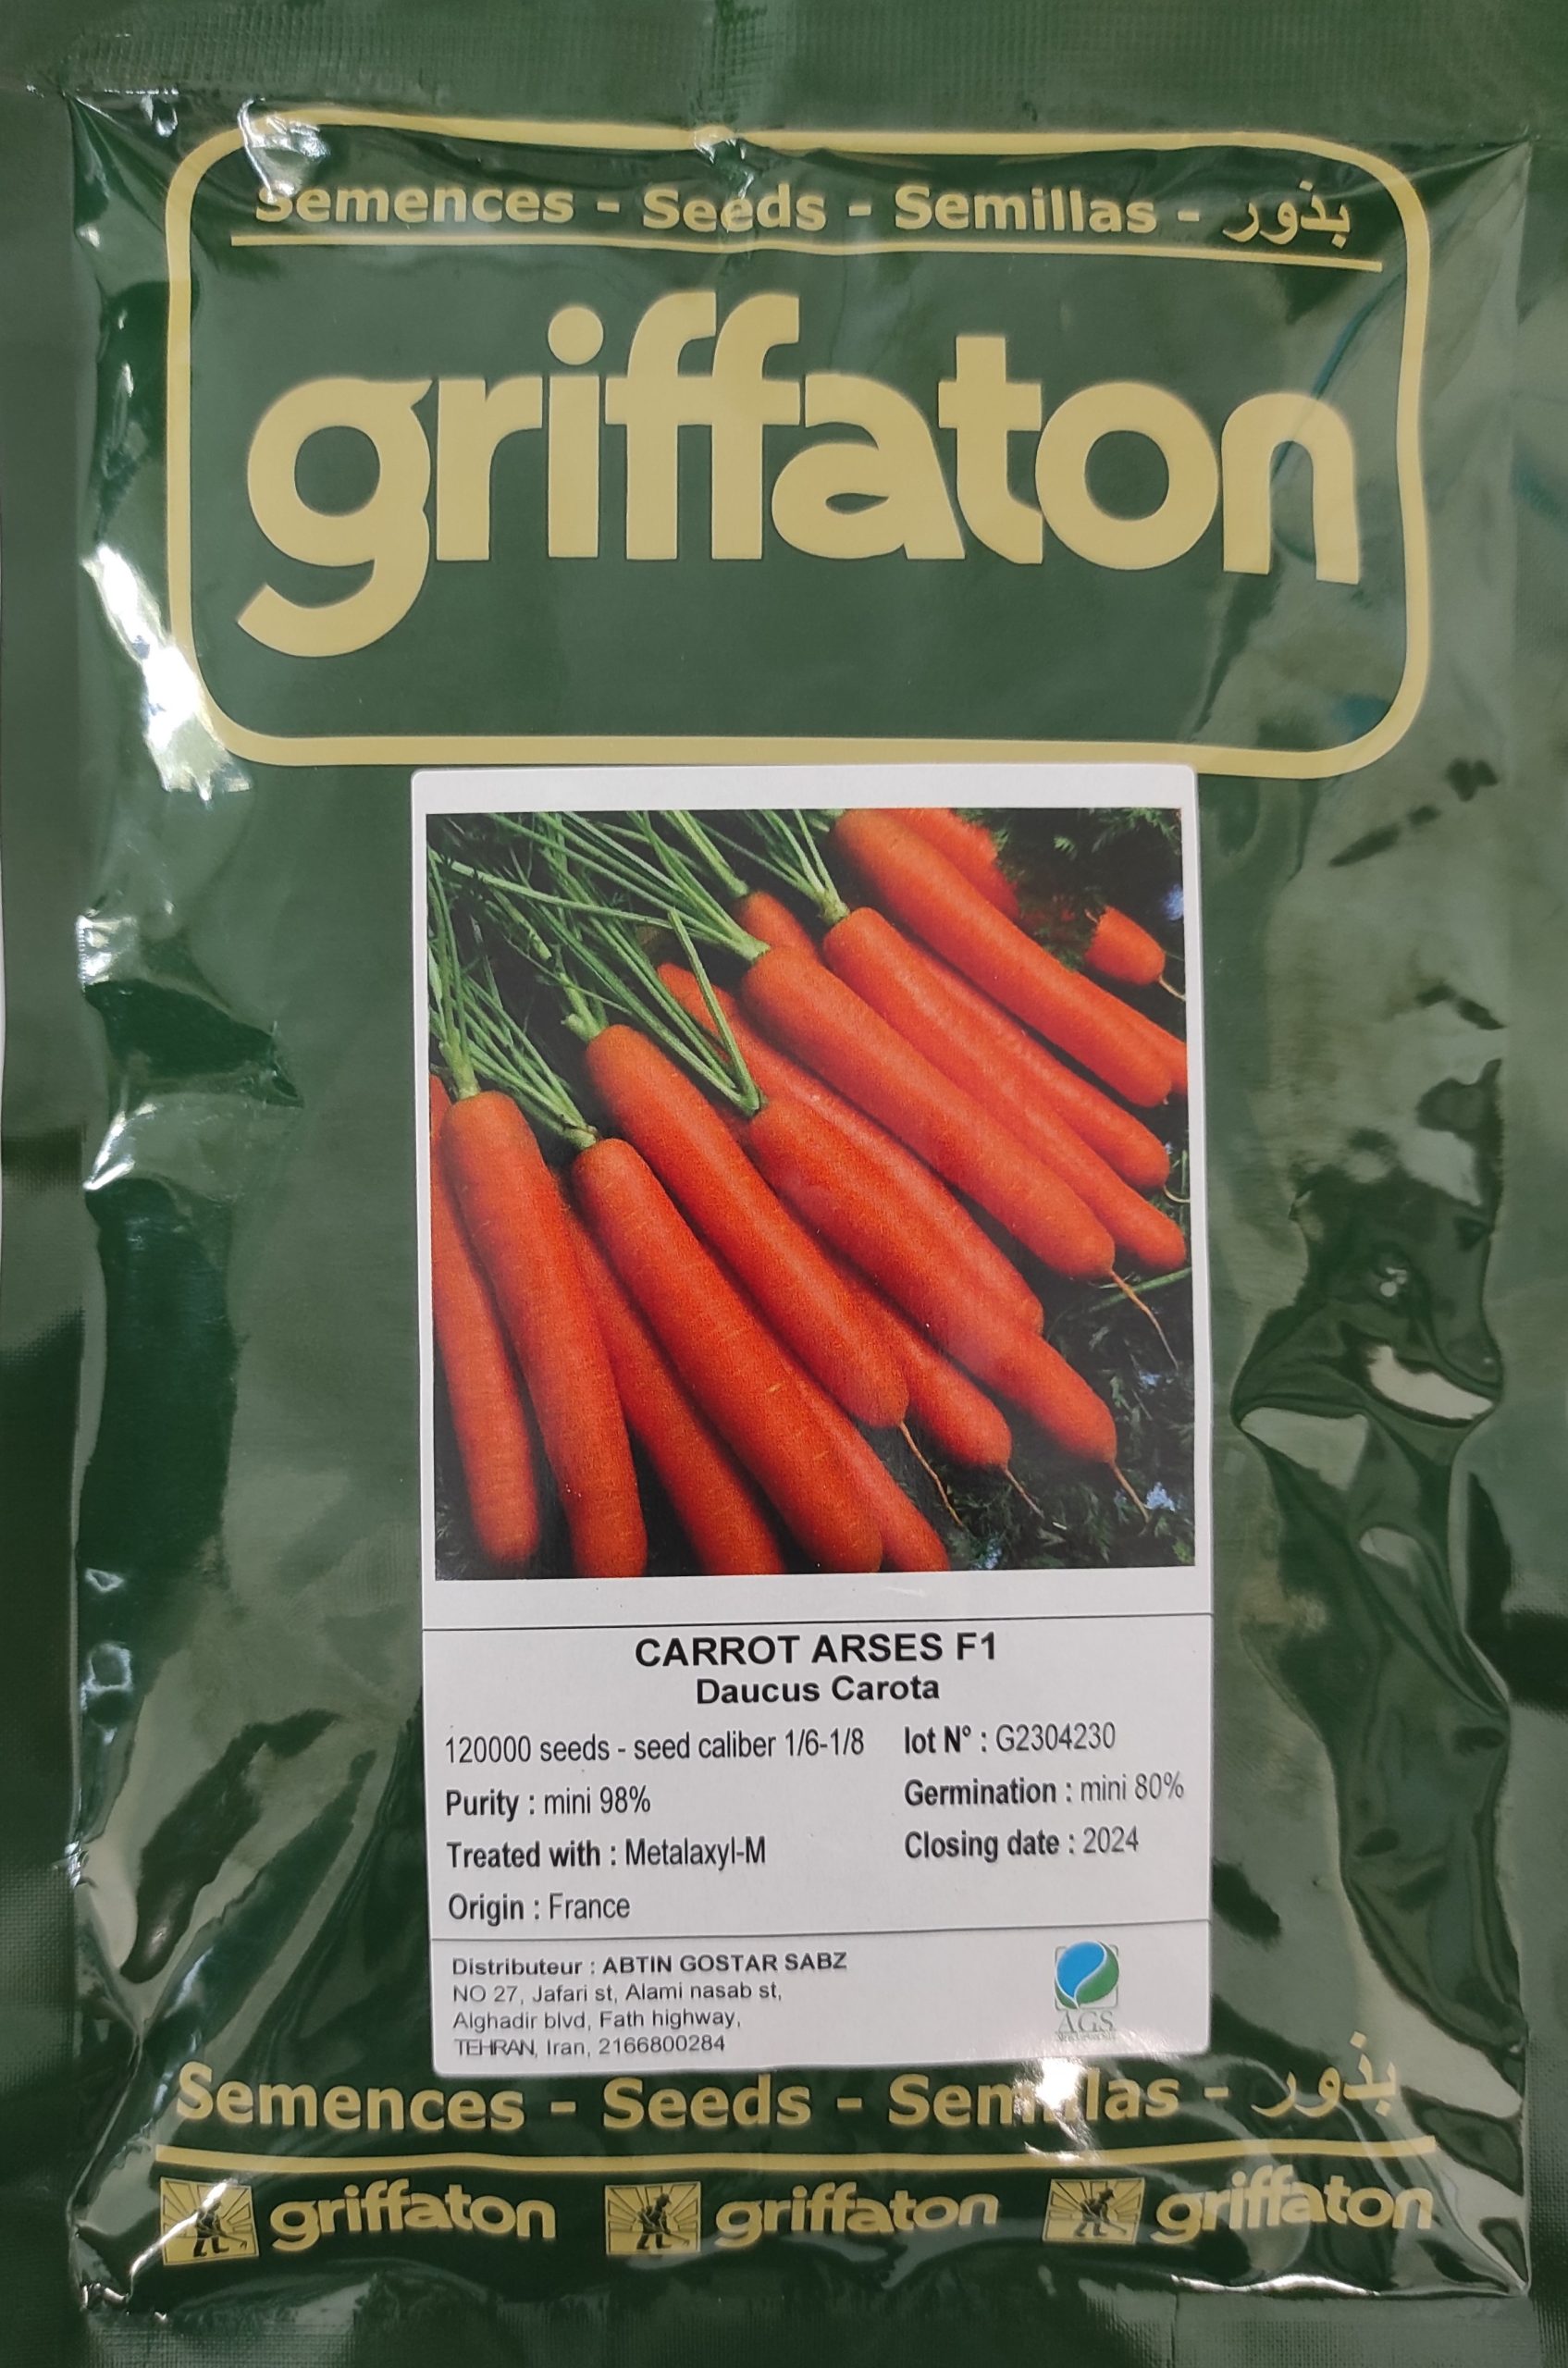 Semences - Seeds - Semillas - بذور
griffaton
CARROT ARSES F1
Daucus Carota
120000 seeds - seed caliber 1/6-1/8 lot N° : G2304230
Purity : mini 98% Germination : mini 80%
Treated with : Metalaxyl-M Closing date : 2024
Origin : France
Distributeur : ABTIN GOSTAR SABZ
NO 27, Jafari st, Alami nasab st,
Alghadir blvd, Fath highway,
TEHRAN, Iran, 2166800284
AGS
Semences - Seeds - Semillas - بذور
griffaton griffaton griffaton